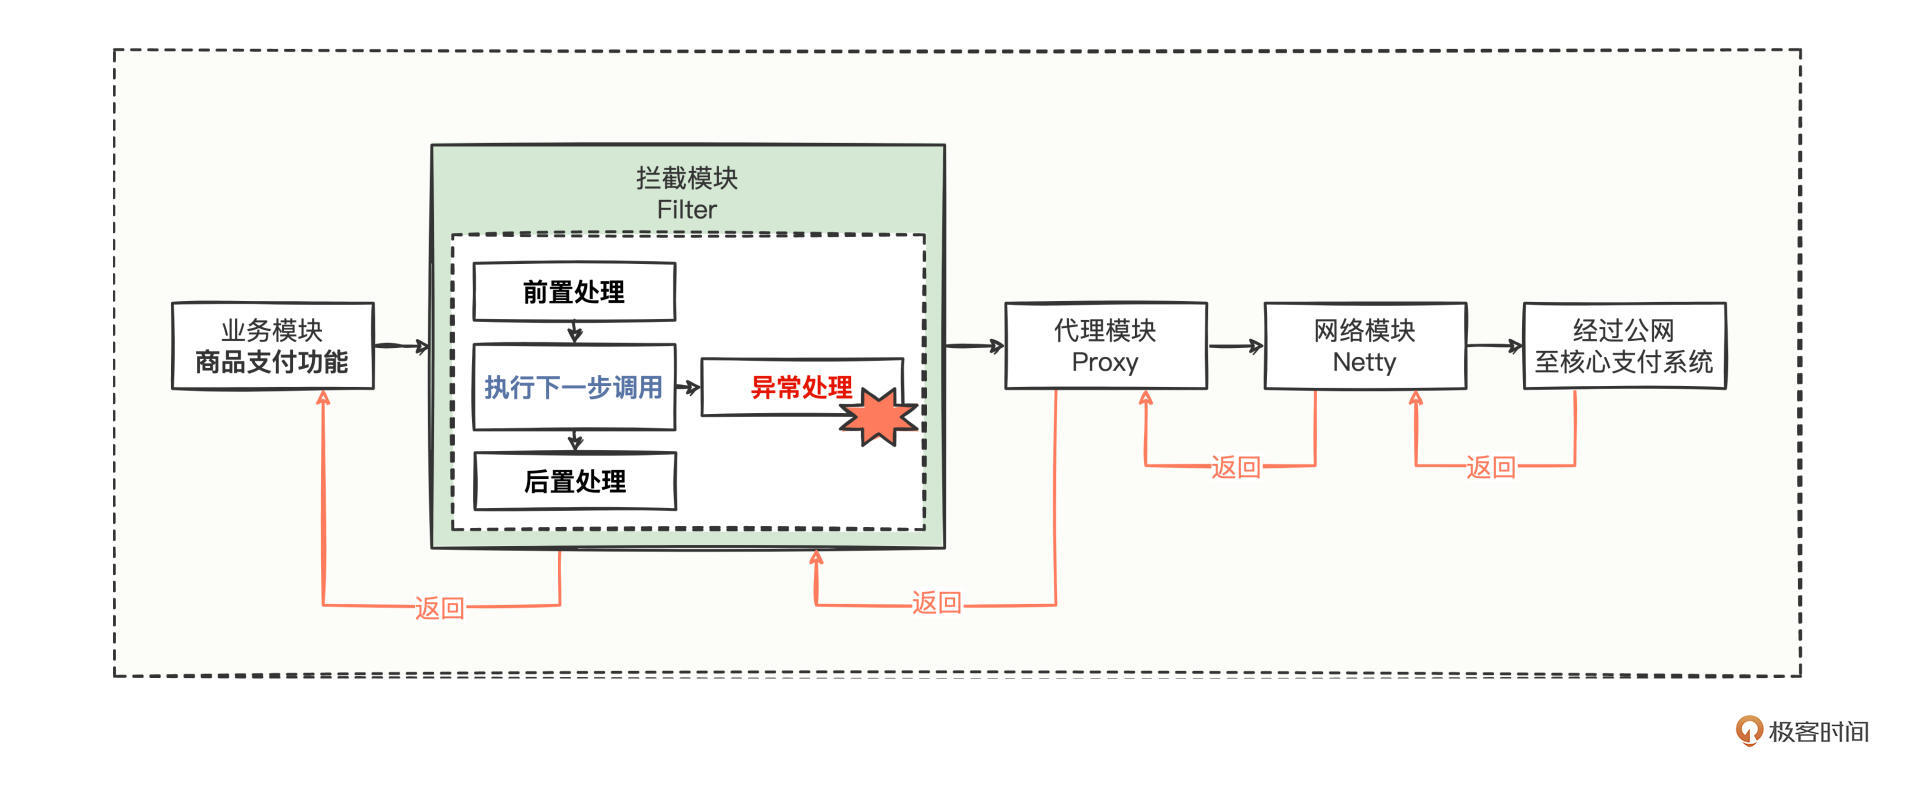 拦截模块
Filter
前置处理
业务模块
商品支付功能
执行下一步调用
异常处理
后置处理
代理模块
Proxy
网络模块
Netty
经过公网
至核心支付系统
返回
返回
返回
返回
极客时间